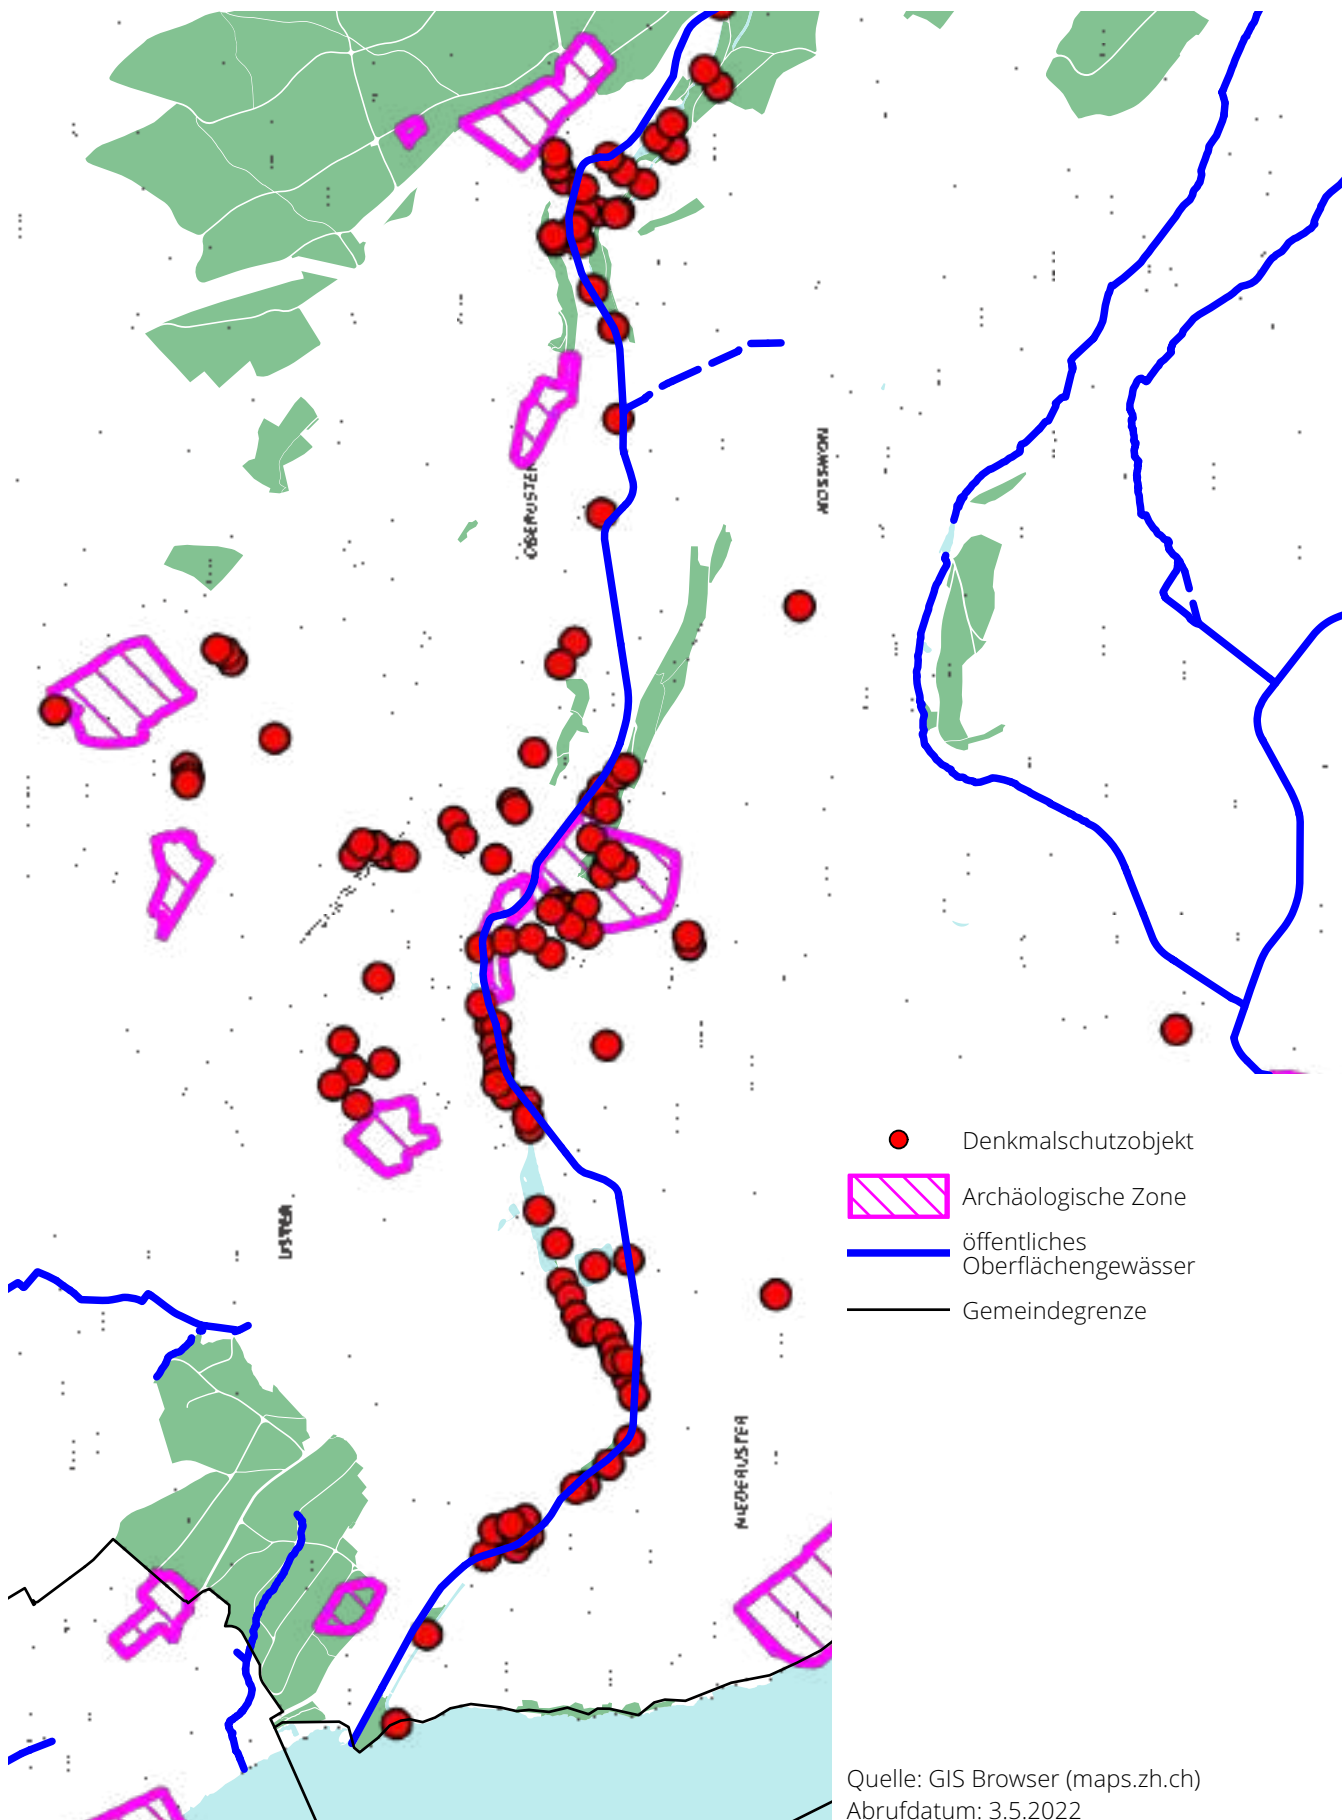 OBERUSTER
NOSSIKON
USTER
NIEDERUSTER
Denkmalschutzobjekt
Archäologische Zone
öffentliches
Oberflächengewässer
Gemeindegrenze
Quelle: GIS Browser (maps.zh.ch)
Abrufdatum: 3.5.2022